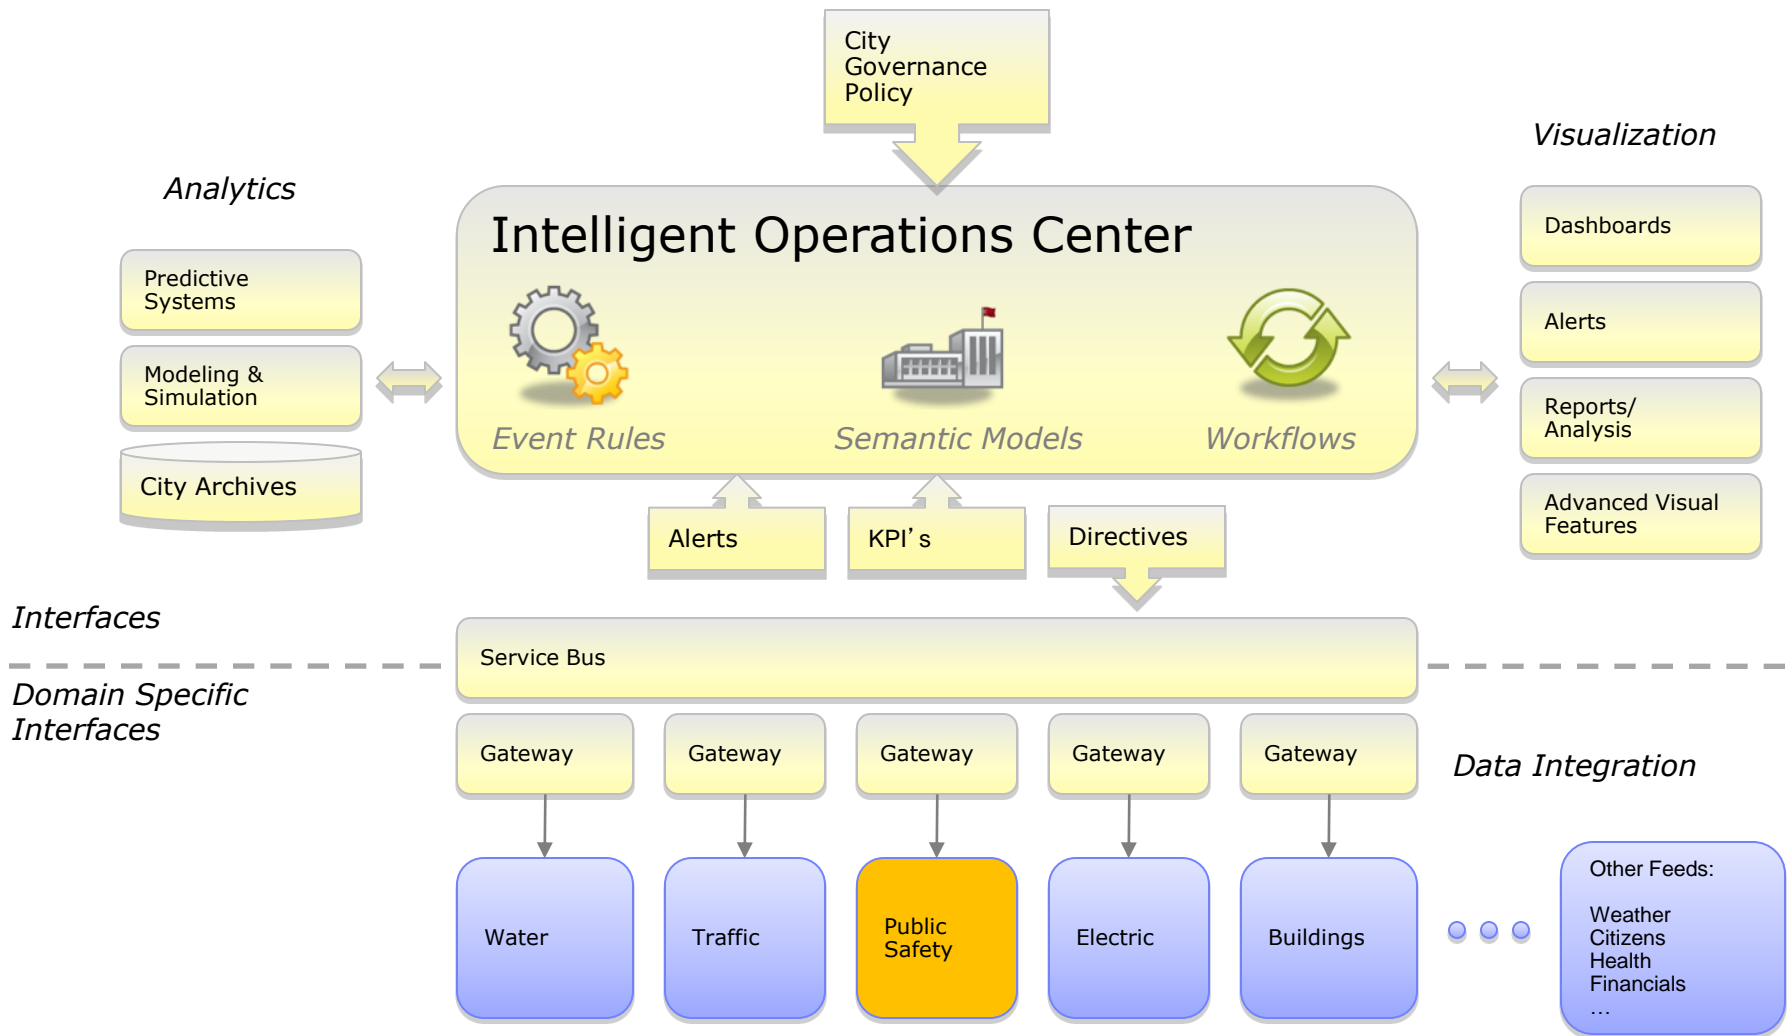 City
Governance
Policy
Visualization
Analytics
Intelligent Operations Center
Dashboards
Predictive
Systems
Alerts
Modeling &
Simulation
Reports/
Analysis
Event Rules
Semantic Models
Workflows
City Archives
Advanced Visual
Features
Alerts
KPI's
Directives
Interfaces
Service Bus
Domain Specific
Interfaces
Gateway
Gateway
Gateway
Gateway
Gateway
Data Integration
Water
Traffic
Public
Safety
Electric
Buildings
Other Feeds:
Weather
Citizens
Health
Financials
...